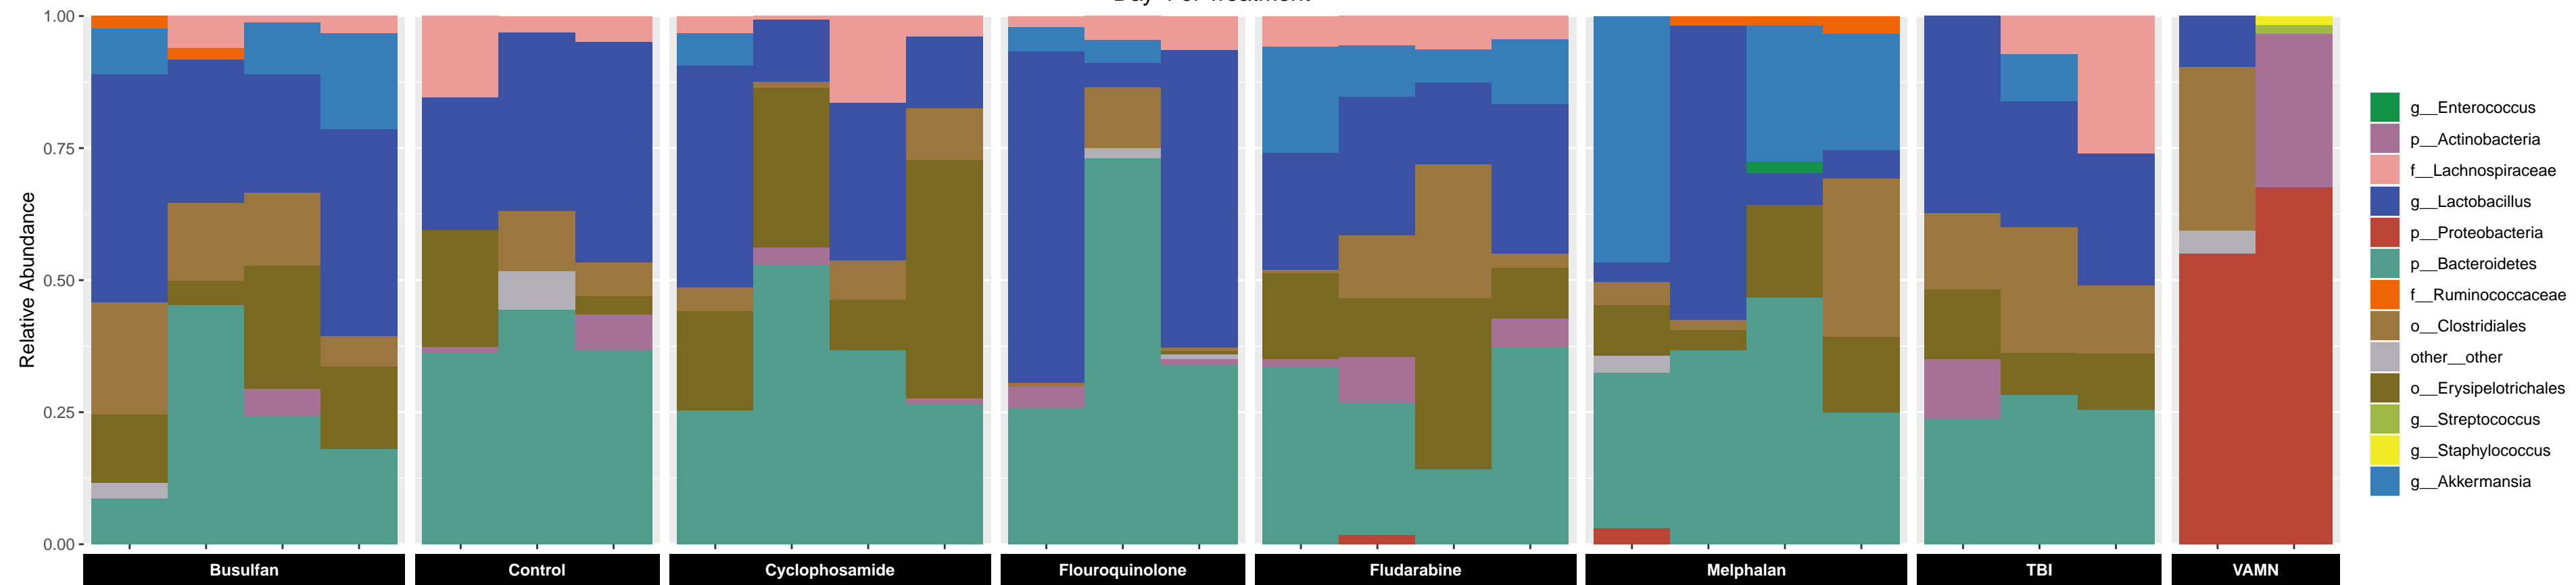 1.00
0.75
0.50
0.25
0.00
Relative Abundance
Busulfan
Control
Cyclophosamide
Flouroquinolone
Fludarabine
Melphalan
TBI
VAMN
g__Enterococcus
p__Actinobacteria
f__Lachnospiraceae
g__Lactobacillus
p__Proteobacteria
p__Bacteroidetes
f__Ruminococcaceae
o__Clostridiales
other__other
o__Erysipelotrichales
g__Streptococcus
g__Staphylococcus
g__Akkermansia